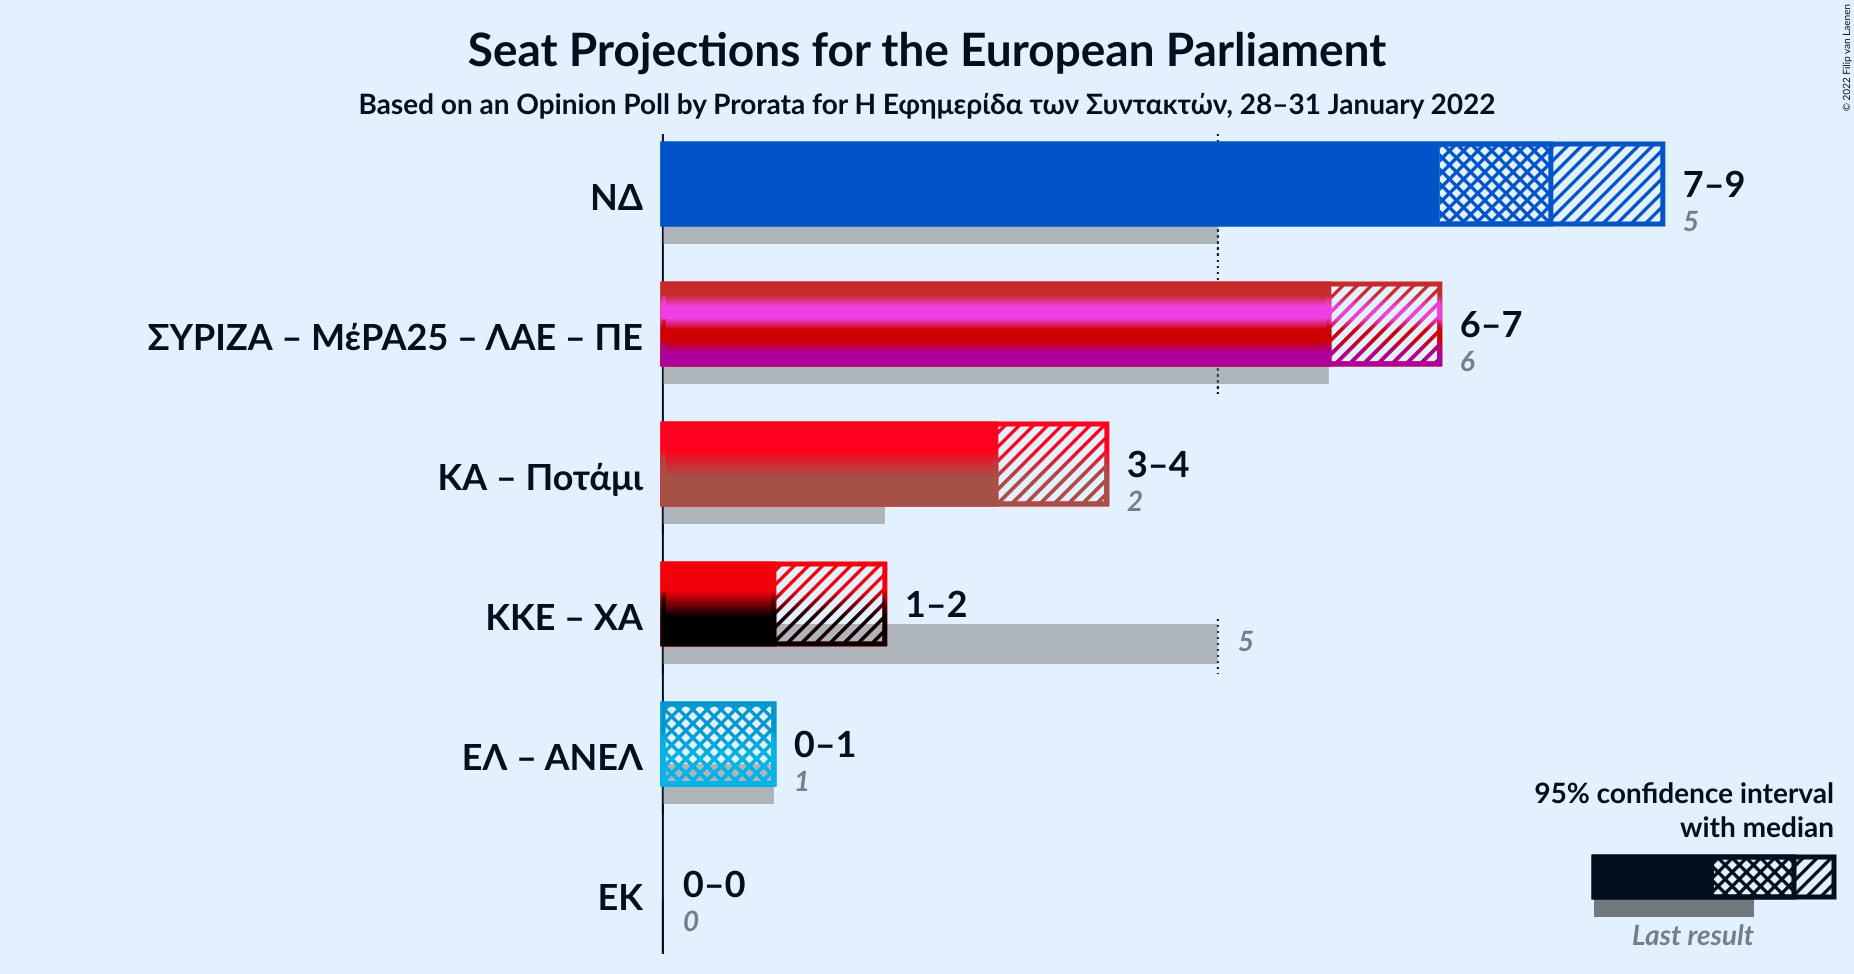 Seat Projections for the European Parliament
Based on an Opinion Poll by Prorata for Η Εφημερίδα των Συντακτών, 28–31 January 2022
© 2022 Filip van Laenen
ΝΔ
7–9
5
ΣΥΡΙΖΑ – ΜέΡΑ25 – ΛΑΕ – ΠΕ
6–7
6
ΚΑ – Ποτάμι
3–4
2
ΚΚΕ – ΧΑ
1–2
5
ΕΛ – ΑΝΕΛ
0–1
1
ΕΚ
0–0
0
95% confidence interval
with median
Last result